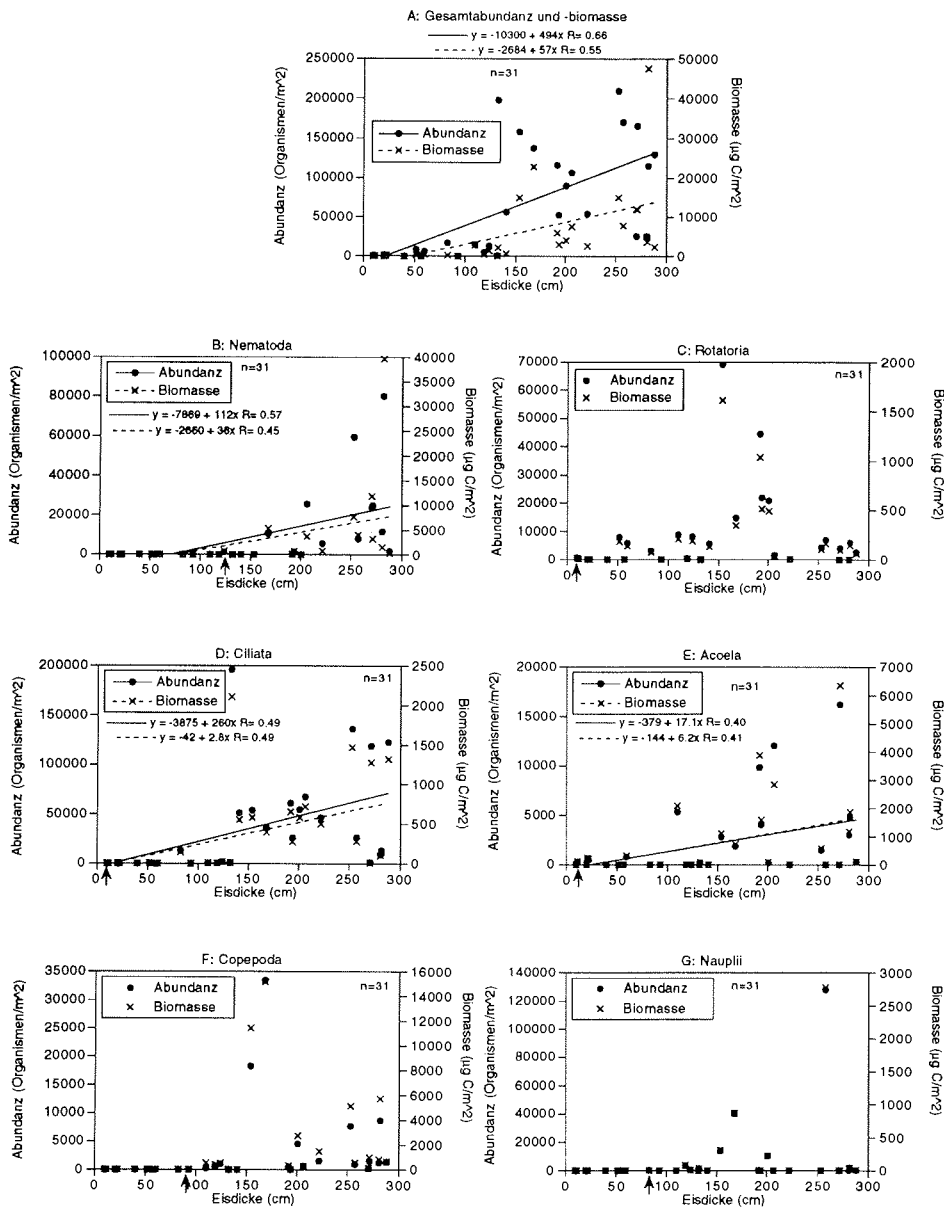 A: Gesamtabundanz und -biomasse
y = -10300 + 494x R= 0.66
y = -2684 + 57x R= 0.55
n=31
Abundanz
Biomasse
Abundanz (Organismen/m^2)
250000
200000
150000
100000
50000
0
Biomasse (µg C/m^2)
50000
40000
30000
20000
10000
0
0 50 100 150 200 250 300
Eisdicke (cm)
B: Nematoda
n=31
Abundanz
Biomasse
y = -7869 + 112x R= 0.57
y = -2660 + 36x R= 0.45
Abundanz (Organismen/m^2)
100000
80000
60000
40000
20000
0
Biomasse (µg C/m^2)
40000
35000
30000
25000
20000
15000
10000
5000
0
0 50 100 150 200 250 300
Eisdicke (cm)
C: Rotatoria
n=31
Abundanz
Biomasse
Abundanz (Organismen/m^2)
70000
60000
50000
40000
30000
20000
10000
0
Biomasse (µg C/m^2)
2000
1500
1000
500
0
0 50 100 150 200 250 300
Eisdicke (cm)
D: Ciliata
n=31
Abundanz
Biomasse
y = -3875 + 260x R= 0.49
y = -42 + 2.8x R= 0.49
Abundanz (Organismen/m^2)
200000
150000
100000
50000
0
Biomasse (µg C/m^2)
2500
2000
1500
1000
500
0
0 50 100 150 200 250 300
Eisdicke (cm)
E: Acoela
n=31
Abundanz
Biomasse
y = -379 + 17.1x R= 0.40
y = -144 + 6.2x R= 0.41
Abundanz (Organismen/m^2)
20000
15000
10000
5000
0
Biomasse (µg C/m^2)
7000
6000
5000
4000
3000
2000
1000
0
0 50 100 150 200 250 300
Eisdicke (cm)
F: Copepoda
n=31
Abundanz
Biomasse
Abundanz (Organismen/m^2)
35000
30000
25000
20000
15000
10000
5000
0
Biomasse (µg C/m^2)
16000
14000
12000
10000
8000
6000
4000
2000
0
0 50 100 150 200 250 300
Eisdicke (cm)
G: Nauplii
n=31
Abundanz
Biomasse
Abundanz (Organismen/m^2)
140000
120000
100000
80000
60000
40000
20000
0
Biomasse (µg C/m^2)
3000
2500
2000
1500
1000
500
0
0 50 100 150 200 250 300
Eisdicke (cm)